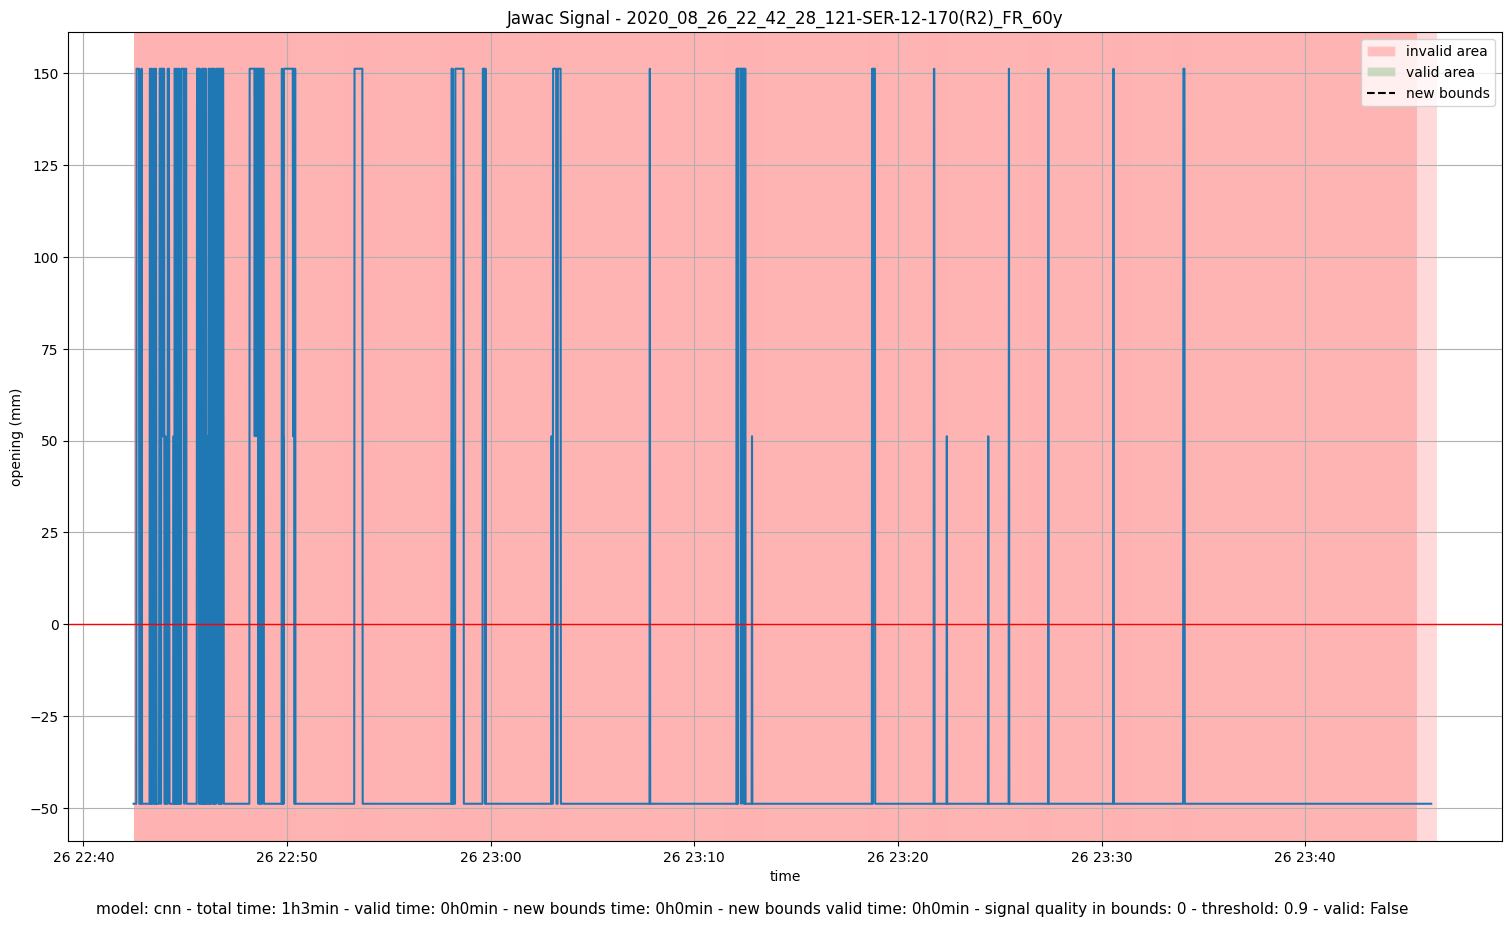 Jawac Signal - 2020_08_26_22_42_28_121-SER-12-170(R2)_FR_60y
invalid area
valid area
new bounds
150
125
100
75
50
25
0
−25
−50
opening (mm)
26 22:40
26 22:50
26 23:00
26 23:10
26 23:20
26 23:30
26 23:40
time
model: cnn - total time: 1h3min - valid time: 0h0min - new bounds time: 0h0min - new bounds valid time: 0h0min - signal quality in bounds: 0 - threshold: 0.9 - valid: False